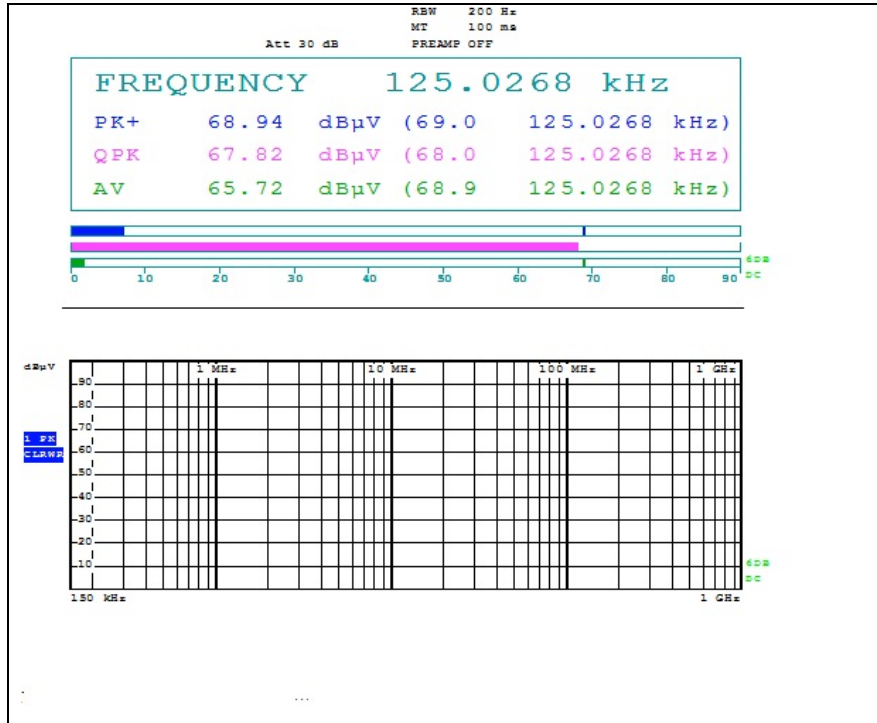 RBW 200 Hz
MT 100 ms
Att 30 dB PREAMP OFF
FREQUENCY 125.0268 kHz
PK+ 68.94 dBµV (69.0 125.0268 kHz)
QPK 67.82 dBµV (68.0 125.0268 kHz)
AV 65.72 dBµV (68.9 125.0268 kHz)
6DB
0 10 20 30 40 50 60 70 80 90 DC
dBµV 1 MHz 10 MHz 100 MHz 1 GHz
90
80
70
1 PK
CLRWR 60
50
40
30
20
10 6DB
DC
150 kHz 1 GHz
...